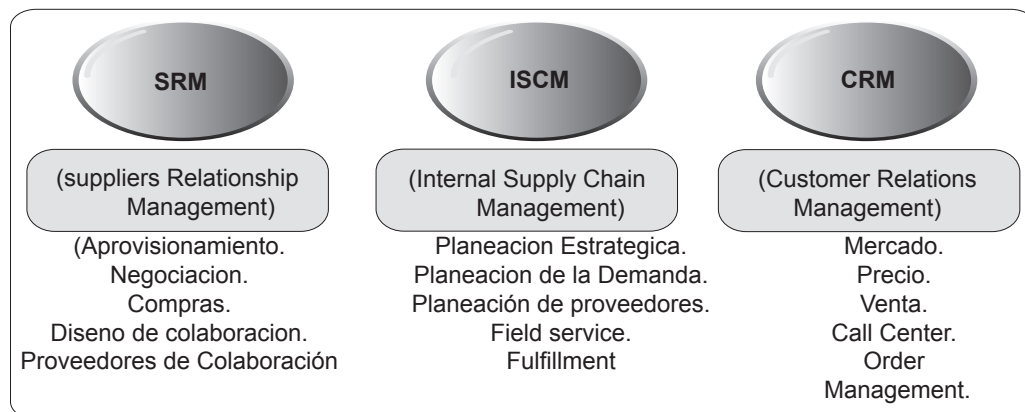 SRM
(suppliers Relationship
Management)
(Aprovisionamiento.
Negociacion.
Compras.
Diseno de colaboracion.
Proveedores de Colaboración
ISCM
(Internal Supply Chain
Management)
Planeacion Estrategica.
Planeacion de la Demanda.
Planeación de proveedores.
Field service.
Fulfillment
CRM
(Customer Relations
Management)
Mercado.
Precio.
Venta.
Call Center.
Order
Management.